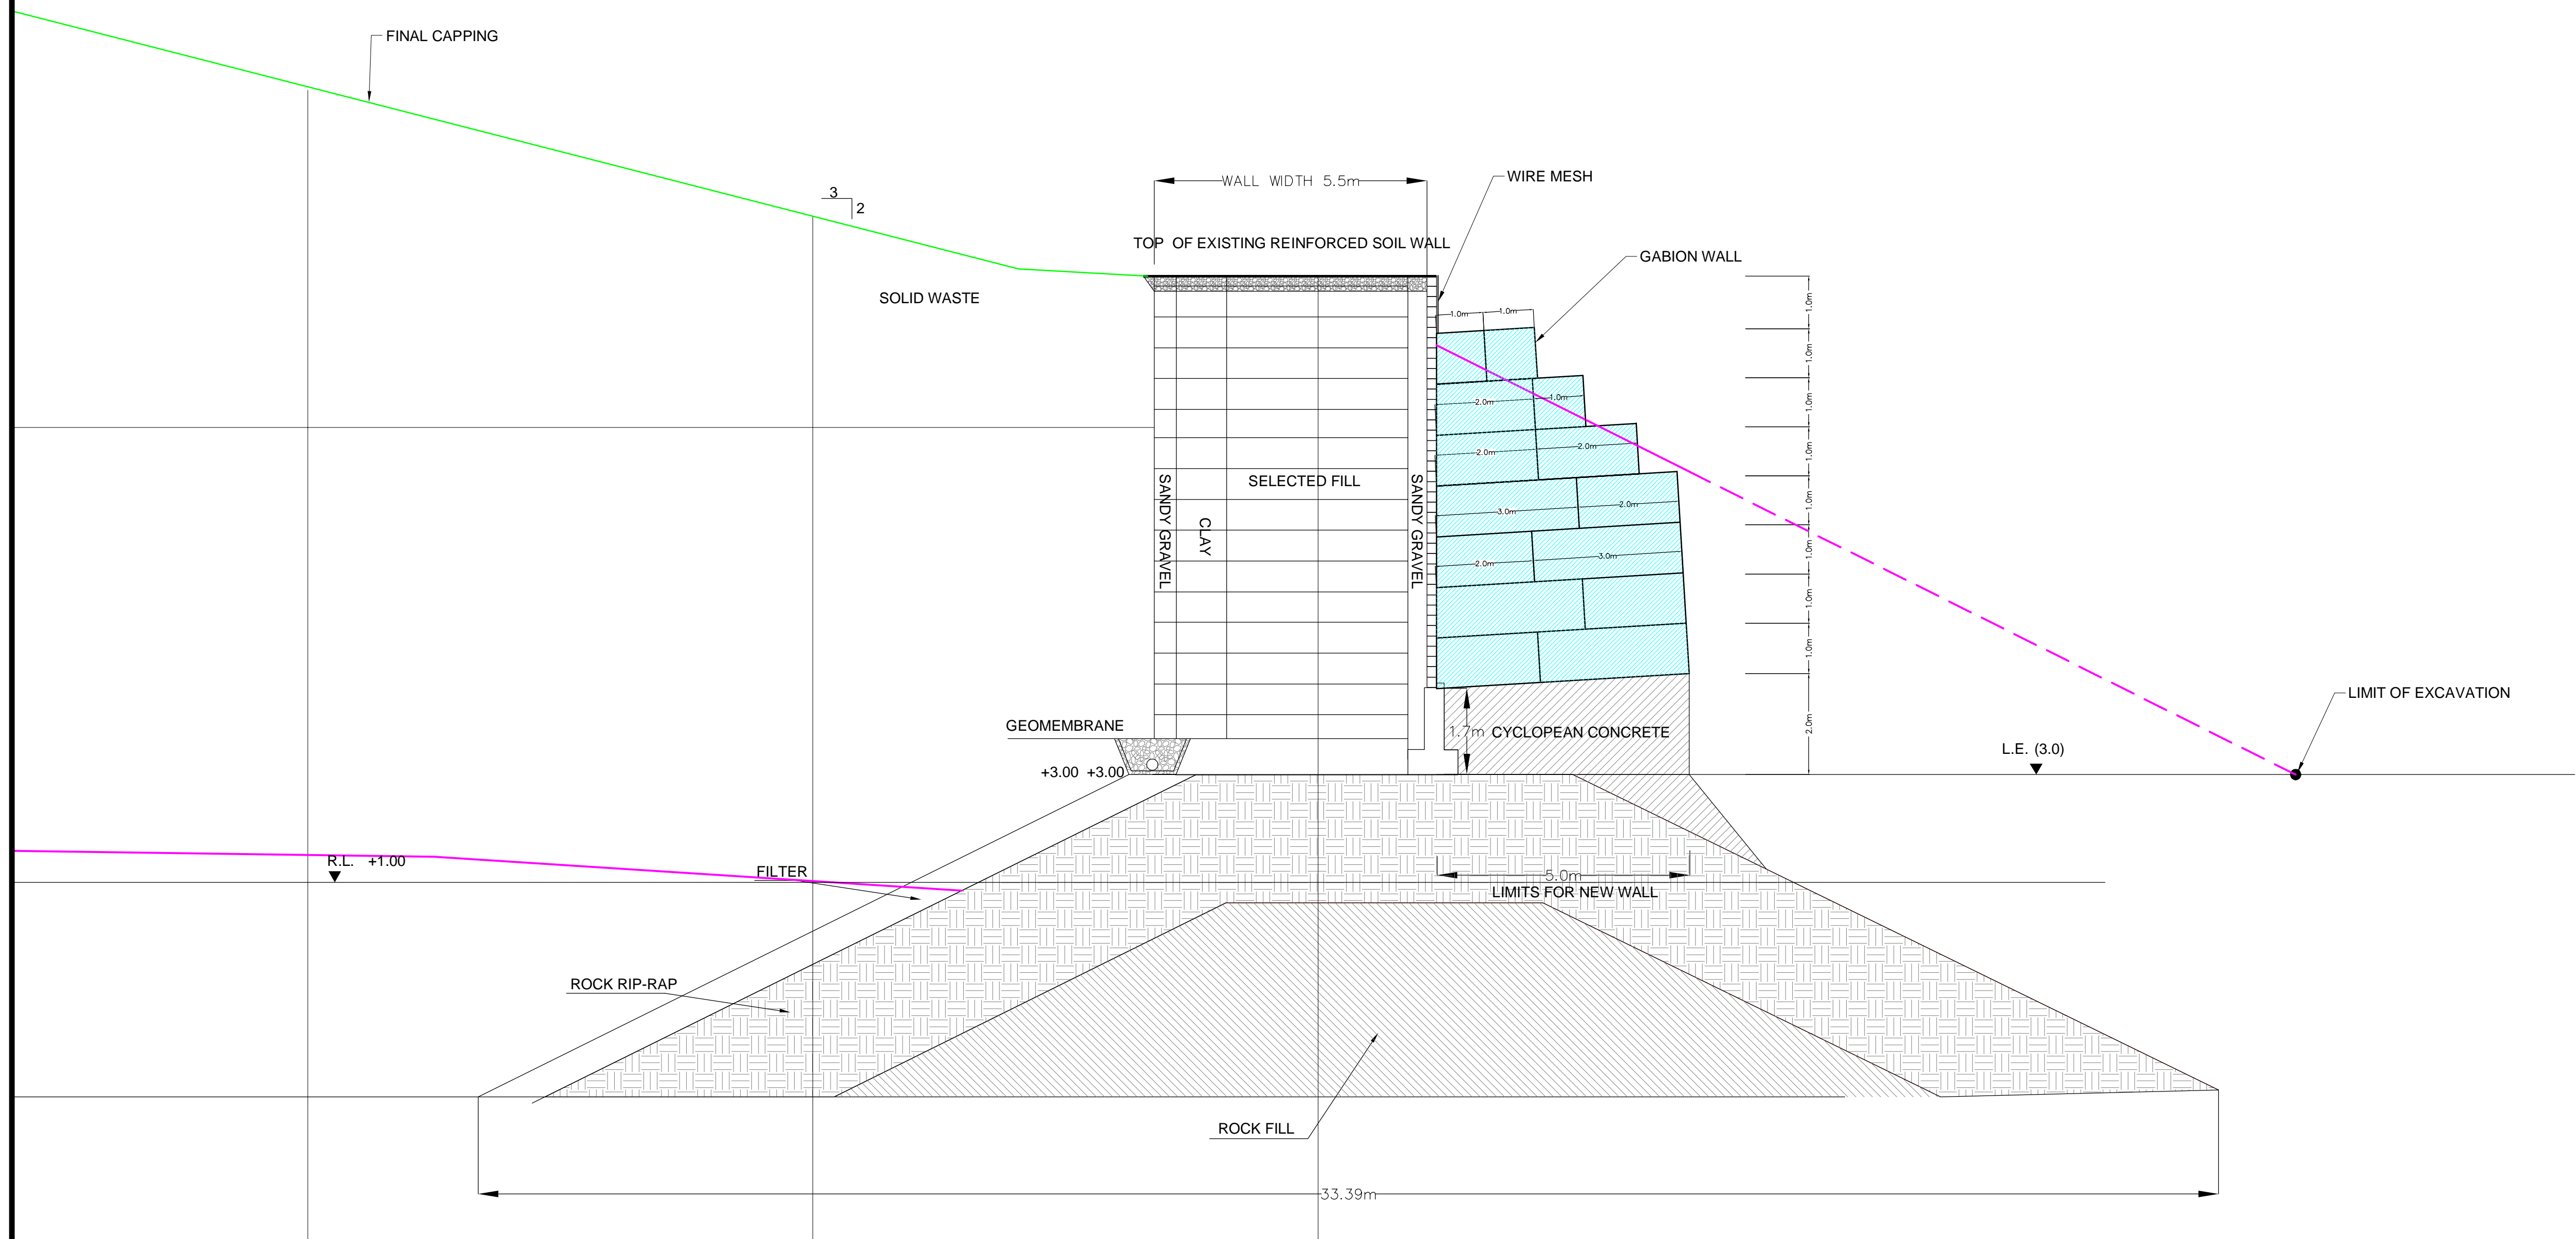 FINAL CAPPING
WIRE MESH
WALL WIDTH 5.5m
3
2
TOP OF EXISTING REINFORCED SOIL WALL
GABION WALL
SOLID WASTE
1.0m
1.0m
1.0m
1.0m
2.0m
1.0m
1.0m
2.0m
2.0m
1.0m
SANDY GRAVEL
SELECTED FILL
SANDY GRAVEL
3.0m
2.0m
1.0m
CLAY
2.0m
3.0m
1.0m
1.0m
1.0m
LIMIT OF EXCAVATION
GEOMEMBRANE
1.7m
CYCLOPEAN CONCRETE
2.0m
L.E. (3.0)
+3.00 +3.00
R.L. +1.00
FILTER
5.0m
LIMITS FOR NEW WALL
ROCK RIP-RAP
ROCK FILL
33.39m